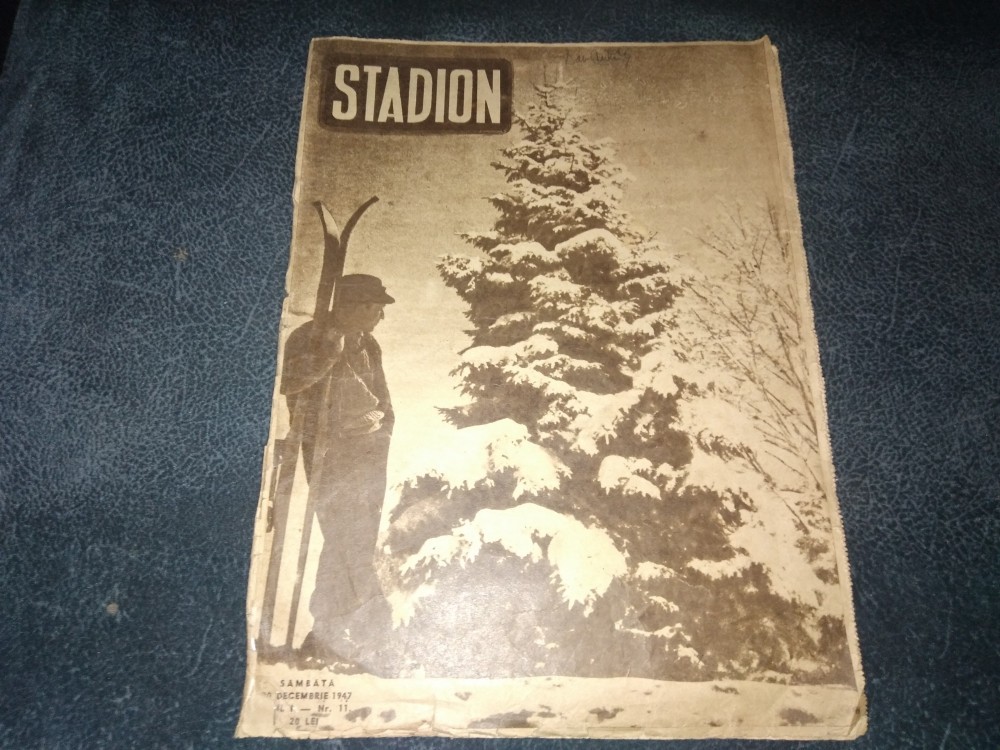 STADION
SAMBATA
DECEMBRIE 1947
I — Nr. 11.
20 LEI